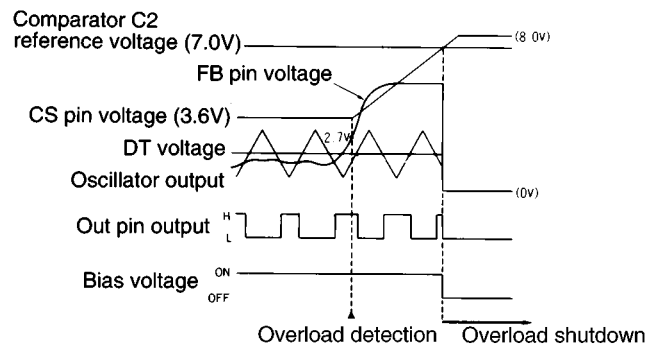 Comparator C2
reference voltage (7.0V)
(8.0V)
FB pin voltage
CS pin voltage (3.6V)
2.7V
DT voltage
Oscillator output
(0V)
Out pin output
H
L
Bias voltage
ON
OFF
Overload detection
Overload shutdown